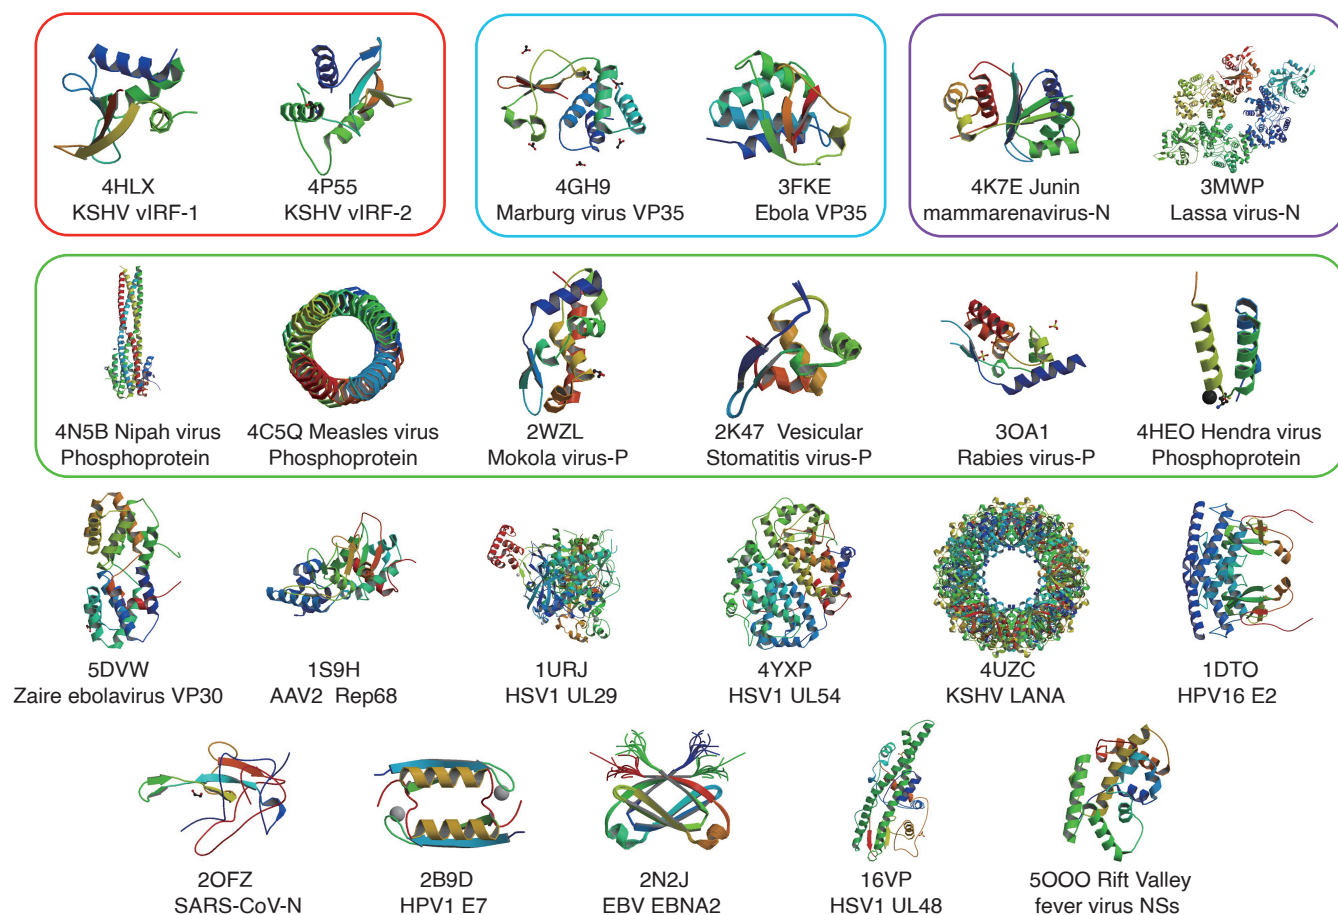 4HLX
KSHV vIRF-1
4P55
KSHV vIRF-2
4GH9
Marburg virus VP35
3FKE
Ebola VP35
4K7E Junin
mammarenavirus-N
3MWP
Lassa virus-N
4N5B Nipah virus
Phosphoprotein
4C5Q Measles virus
Phosphoprotein
2WZL
Mokola virus-P
2K47 Vesicular
Stomatitis virus-P
3OA1
Rabies virus-P
4HEO Hendra virus
Phosphoprotein
5DVW
Zaire ebolavirus VP30
1S9H
AAV2 Rep68
1URJ
HSV1 UL29
4YXP
HSV1 UL54
4UZC
KSHV LANA
1DTO
HPV16 E2
2OFZ
SARS-CoV-N
2B9D
HPV1 E7
2N2J
EBV EBNA2
16VP
HSV1 UL48
5OOO Rift Valley
fever virus NSs